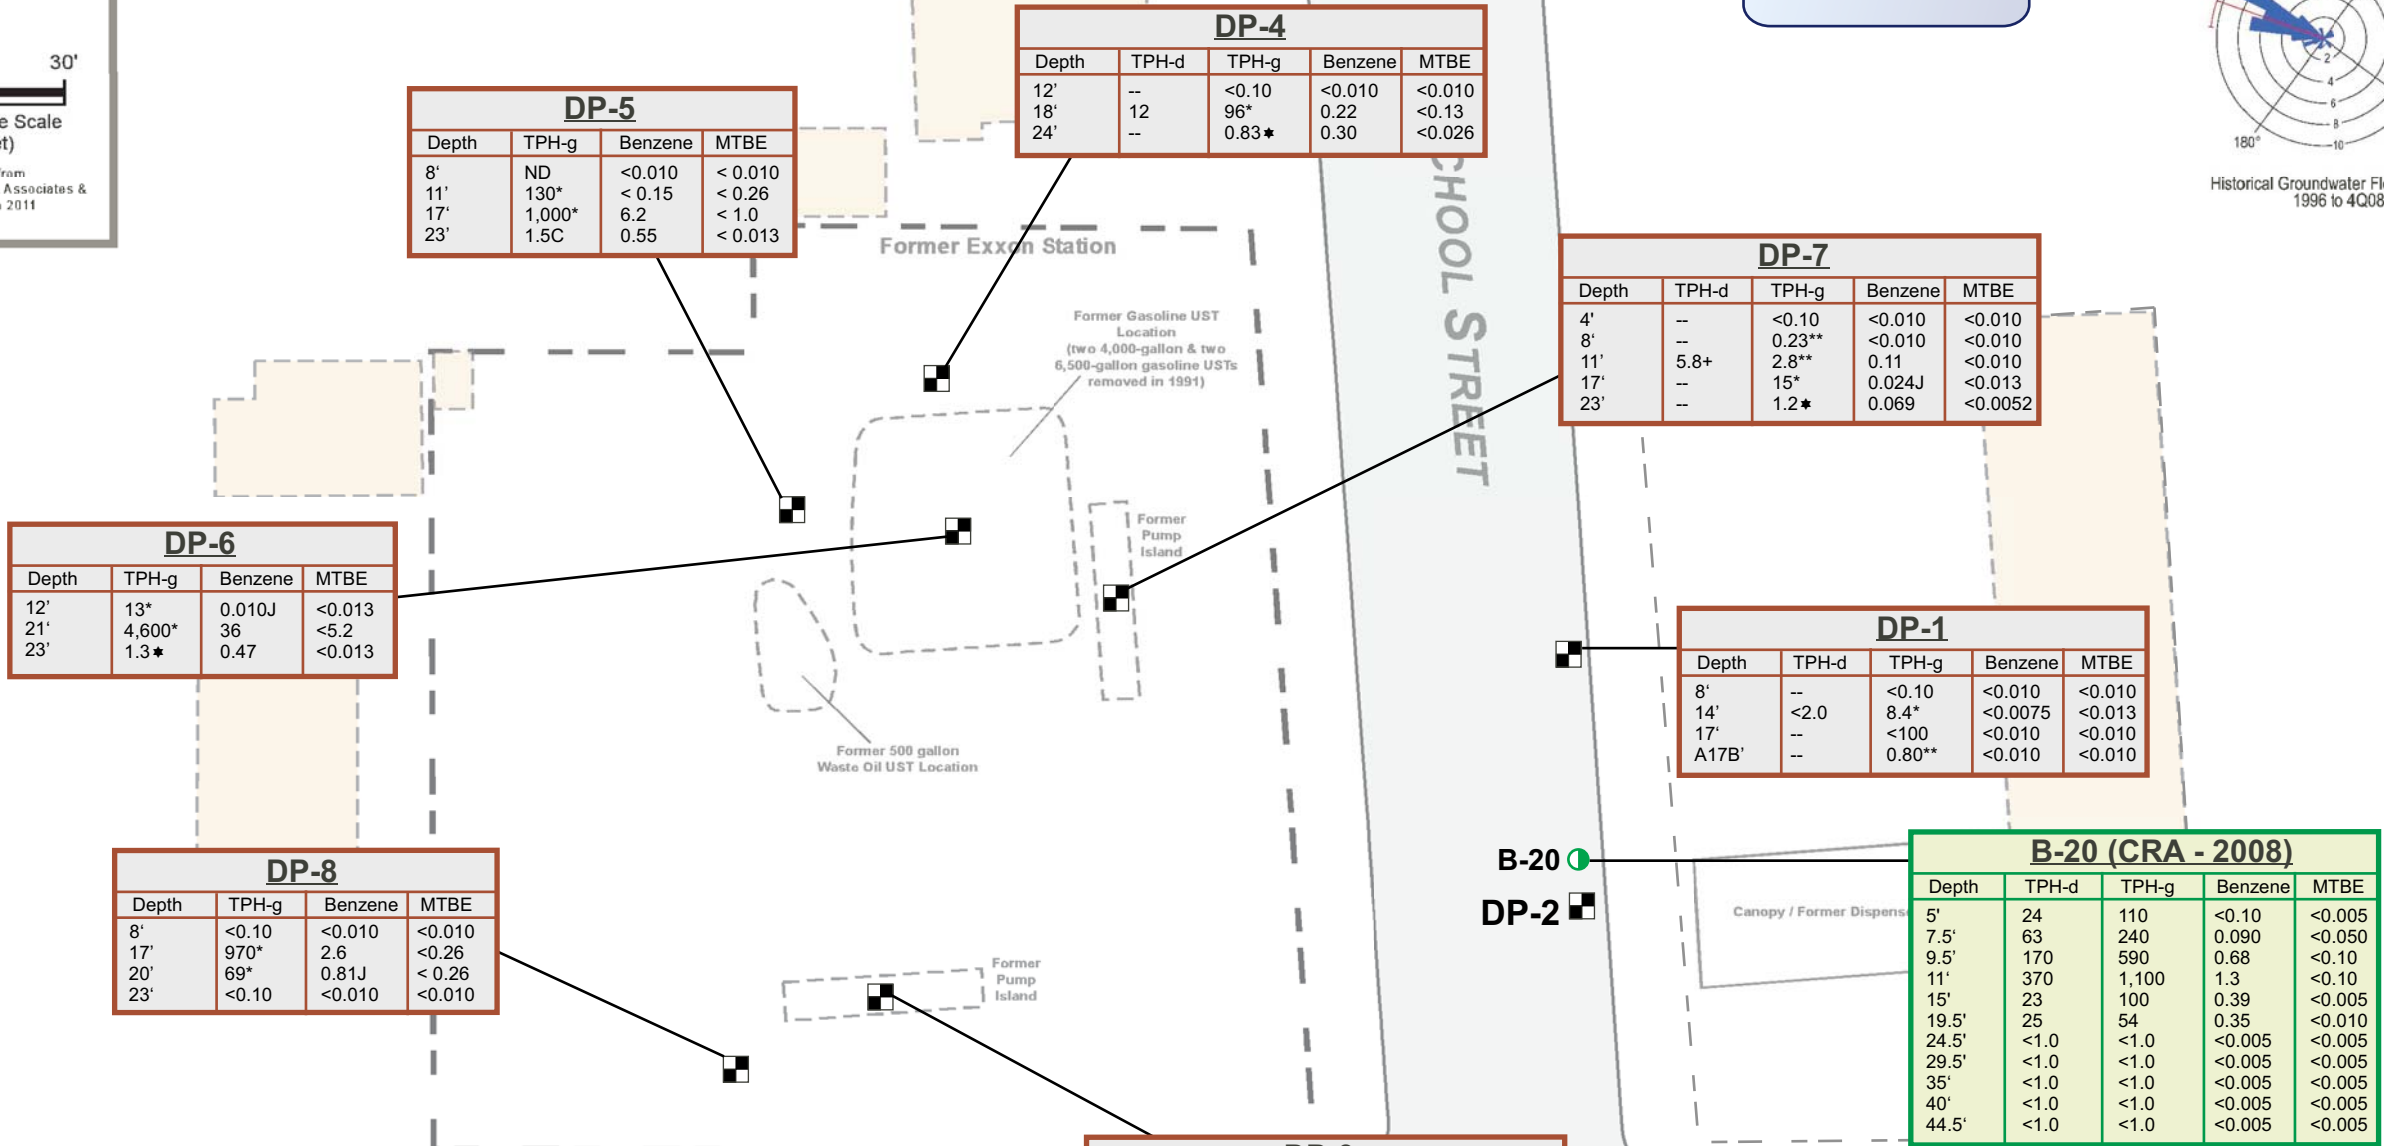 30'
e Scale
et)
from
Associates &
2011
DP-5
Depth TPH-g Benzene MTBE
8‘ ND <0.010 < 0.010
11’ 130* < 0.15 < 0.26
17‘ 1,000* 6.2 < 1.0
23’ 1.5C 0.55 < 0.013
DP-4
Depth TPH-d TPH-g Benzene MTBE
12’ -- <0.10 <0.010 <0.010
18‘ 12 96* 0.22 <0.13
24’ -- 0.83✶ 0.30 <0.026
2
4
6
8
10
180°
Historical Groundwater Fl
1996 to 4Q08
Former Exxon Station
CHOOL STREET
Former Gasoline UST
Location
(two 4,000-gallon & two
6,500-gallon gasoline USTs
removed in 1991)
DP-7
Depth TPH-d TPH-g Benzene MTBE
4' -- <0.10 <0.010 <0.010
8‘ -- 0.23** <0.010 <0.010
11’ 5.8+ 2.8** 0.11 <0.010
17‘ -- 15* 0.024J <0.013
23’ -- 1.2✶ 0.069 <0.0052
Former
Pump
Island
DP-6
Depth TPH-g Benzene MTBE
12’ 13* 0.010J <0.013
21‘ 4,600* 36 <5.2
23’ 1.3✶ 0.47 <0.013
DP-1
Depth TPH-d TPH-g Benzene MTBE
8‘ -- <0.10 <0.010 <0.010
14’ <2.0 8.4* <0.0075 <0.013
17‘ -- <100 <0.010 <0.010
A17B’ -- 0.80** <0.010 <0.010
Former 500 gallon
Waste Oil UST Location
DP-8
Depth TPH-g Benzene MTBE
8‘ <0.10 <0.010 <0.010
17’ 970* 2.6 <0.26
20’ 69* 0.81J < 0.26
23‘ <0.10 <0.010 <0.010
Former
Pump
Island
B-20
DP-2
Canopy / Former Dispens
B-20 (CRA - 2008)
Depth TPH-d TPH-g Benzene MTBE
5' 24 110 <0.10 <0.005
7.5‘ 63 240 0.090 <0.050
9.5’ 170 590 0.68 <0.10
11‘ 370 1,100 1.3 <0.10
15' 23 100 0.39 <0.005
19.5' 25 54 0.35 <0.010
24.5' <1.0 <1.0 <0.005 <0.005
29.5' <1.0 <1.0 <0.005 <0.005
35‘ <1.0 <1.0 <0.005 <0.005
40‘ <1.0 <1.0 <0.005 <0.005
44.5‘ <1.0 <1.0 <0.005 <0.005